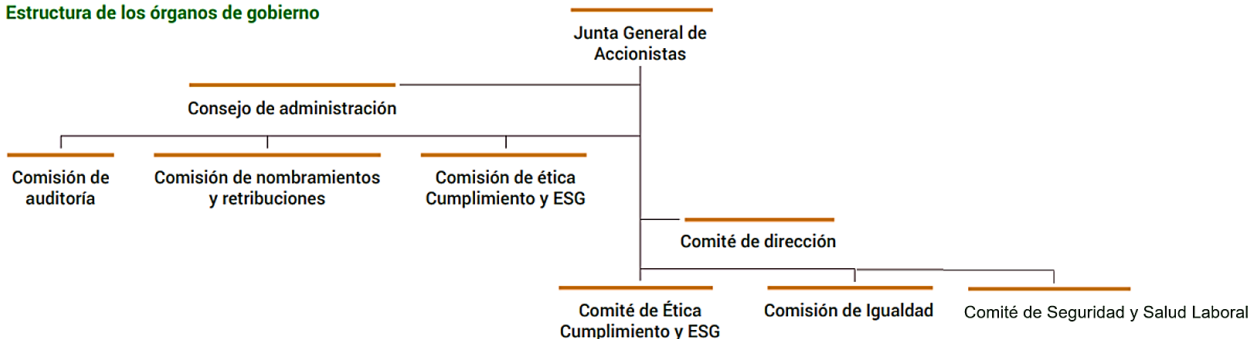 Estructura de los órganos de gobierno
Junta General de
Accionistas
Consejo de administración
Comisión de
auditoría
Comisión de nombramientos
y retribuciones
Comisión de ética
Cumplimiento y ESG
Comité de dirección
Comité de Ética
Cumplimiento y ESG
Comisión de Igualdad
Comité de Seguridad y Salud Laboral